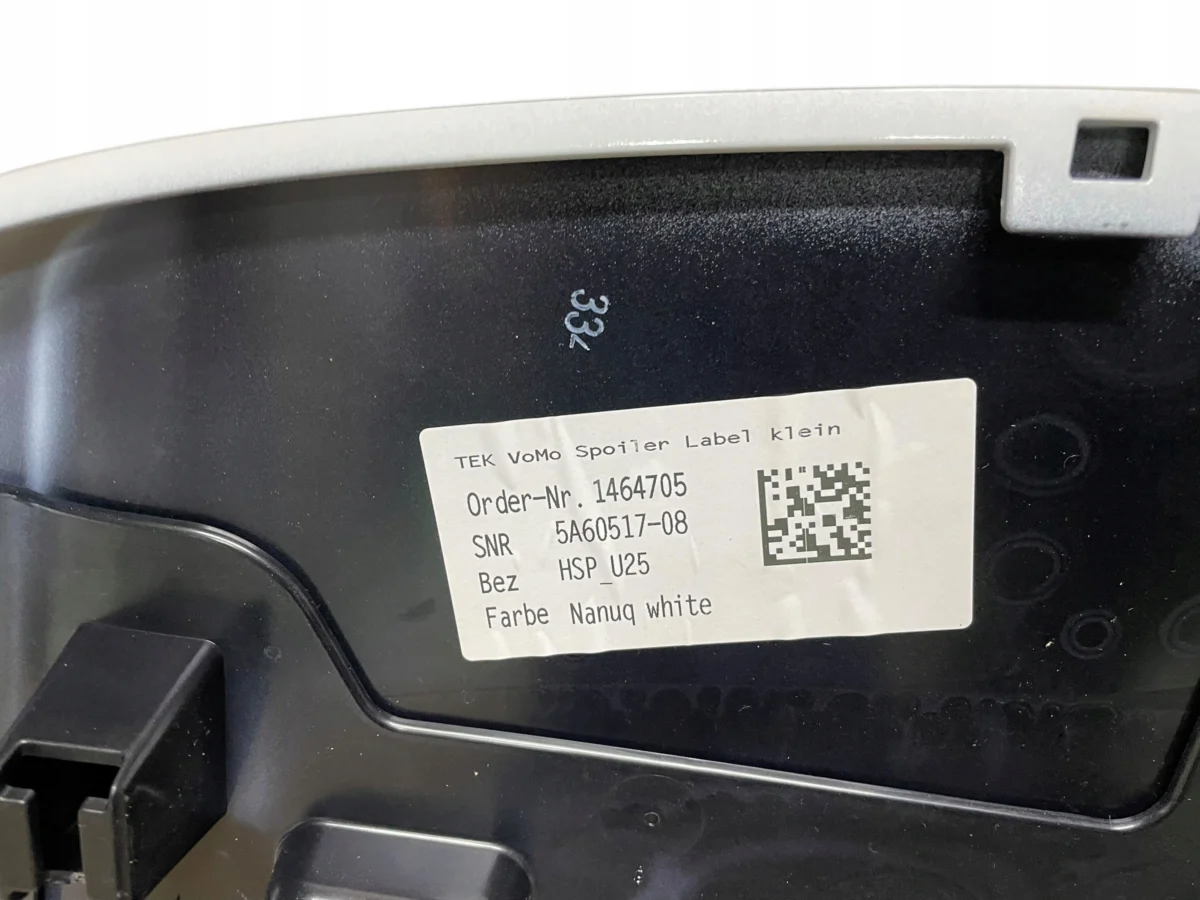 33
TEK VoMo Spoiler Label klein
Order-Nr. 1464705
SNR 5A60517-08
Bez HSP_U25
Farbe Nanuq white